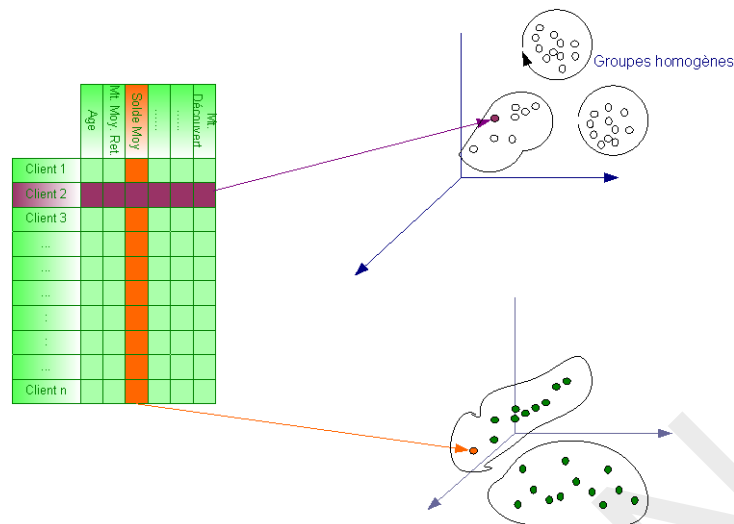 Groupes homogènes
Age
Mt. Moy. Ret.
Solde Moy
........
........
Mt.
Découvert
Client 1
Client 2
Client 3
...
...
...
:
:
...
Client n